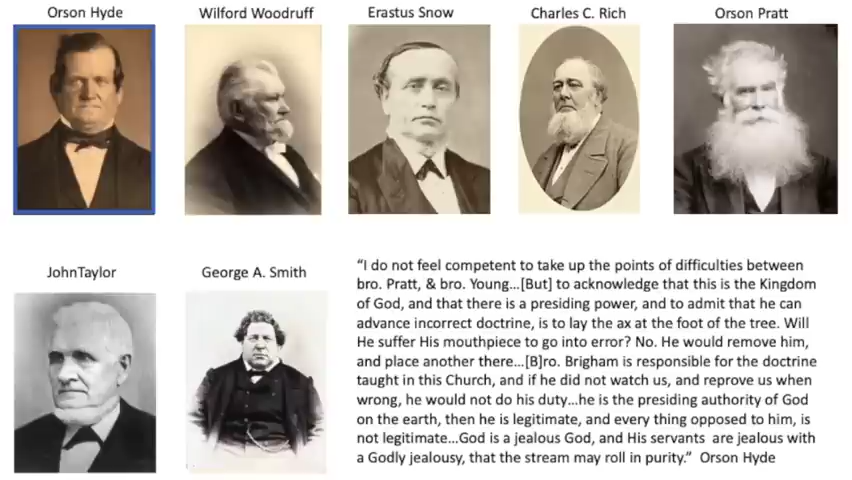 Orson Hyde
Wilford Woodruff
Erastus Snow
Charles C. Rich
Orson Pratt
JohnTaylor
George A. Smith
“I do not feel competent to take up the points of difficulties between
bro. Pratt, & bro. Young...[But] to acknowledge that this is the Kingdom
of God, and that there is a presiding power, and to admit that he can
advance incorrect doctrine, is to lay the ax at the foot of the tree. Will
He suffer His mouthpiece to go into error? No. He would remove him,
and place another there...[B]ro. Brigham is responsible for the doctrine
taught in this Church, and if he did not watch us, and reprove us when
wrong, he would not do his duty...he is the presiding authority of God
on the earth, then he is legitimate, and every thing opposed to him, is
not legitimate...God is a jealous God, and His servants are jealous with
a Godly jealousy, that the stream may roll in purity.” Orson Hyde